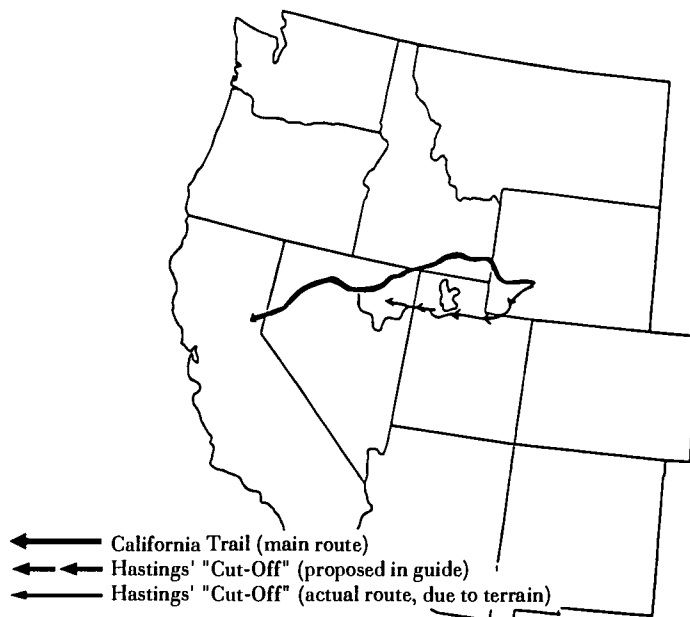 California Trail (main route)
Hastings' "Cut-Off" (proposed in guide)
Hastings' "Cut-Off" (actual route, due to terrain)